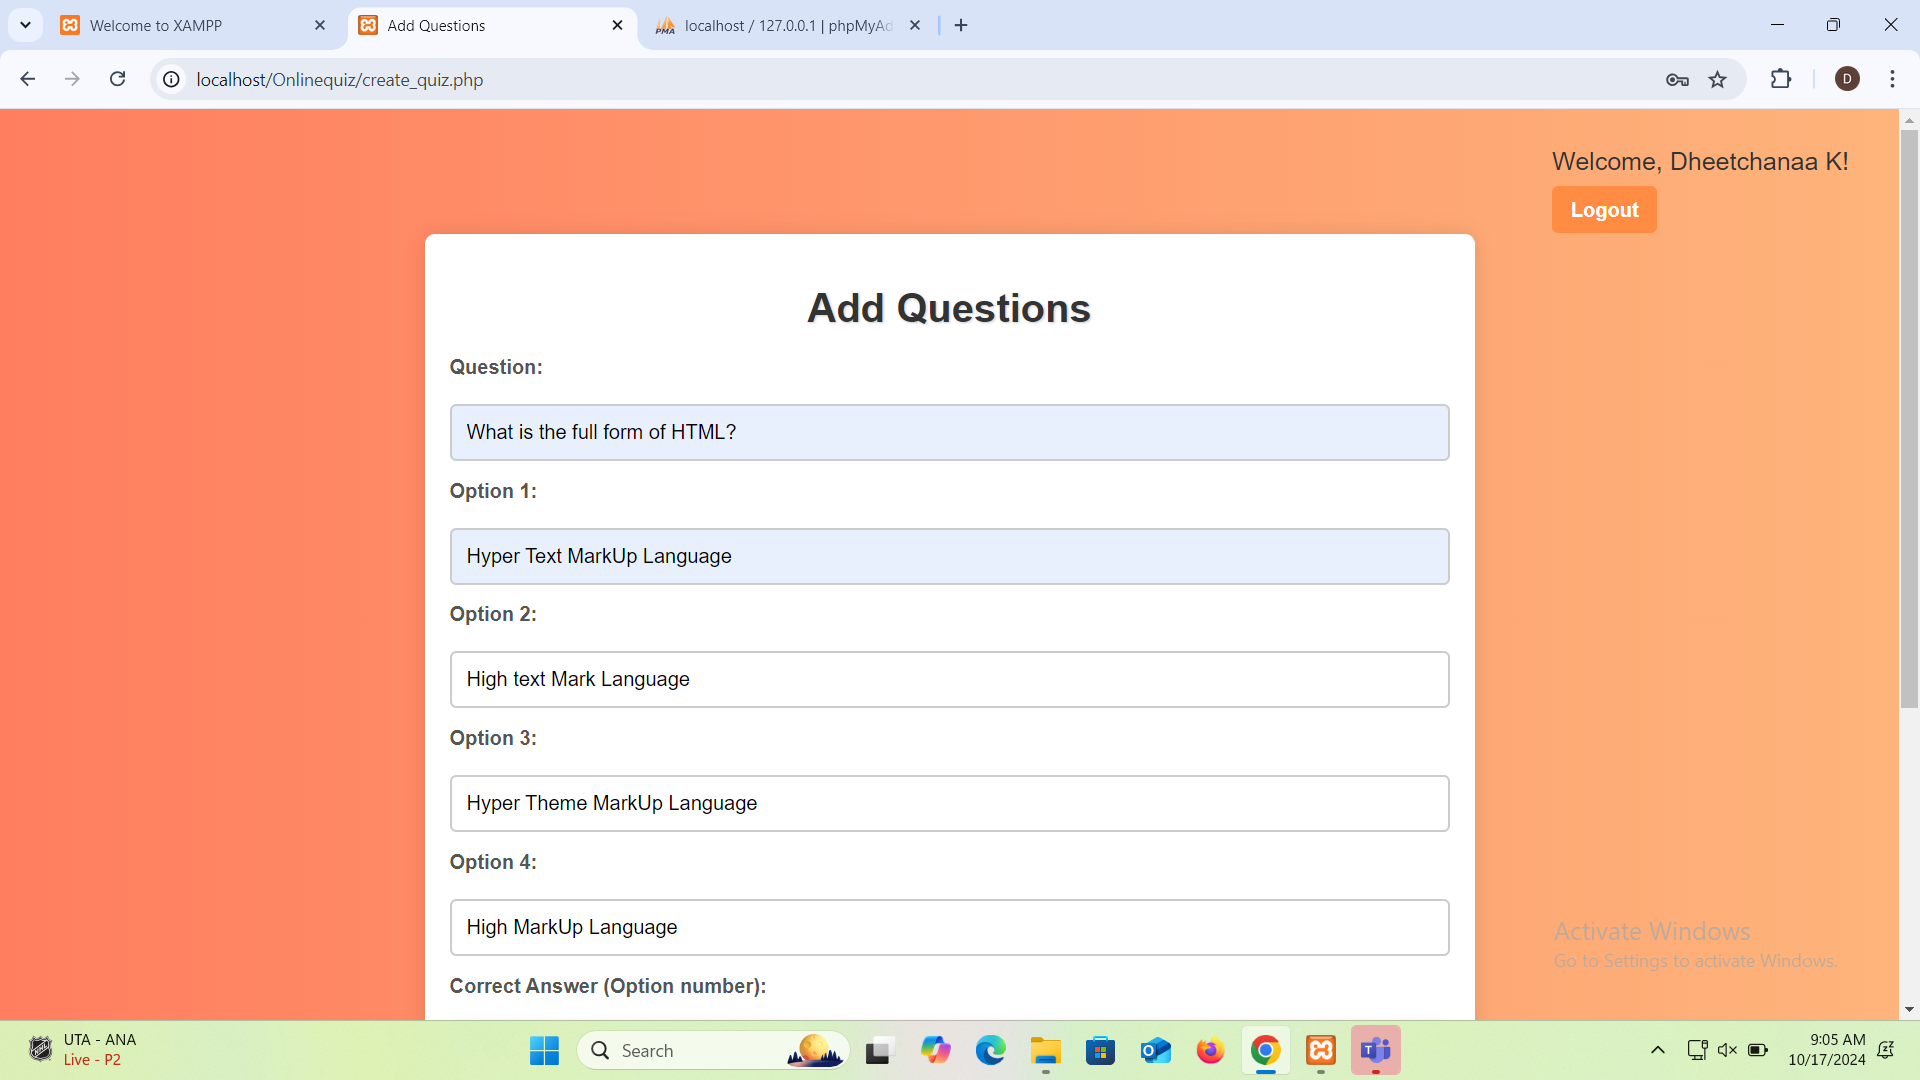 Welcome to XAMPP
Add Questions
localhost / 127.0.0.1 | phpMyAd
localhost/Onlinequiz/create_quiz.php
D
Welcome, Dheetchanaa K!
Logout
Add Questions
Question:
What is the full form of HTML?
Option 1:
Hyper Text MarkUp Language
Option 2:
High text Mark Language
Option 3:
Hyper Theme MarkUp Language
Option 4:
High MarkUp Language
Correct Answer (Option number):
Activate Windows
Go to Settings to activate Windows.
UTA - ANA
Live - P2
Search
9:05 AM
10/17/2024